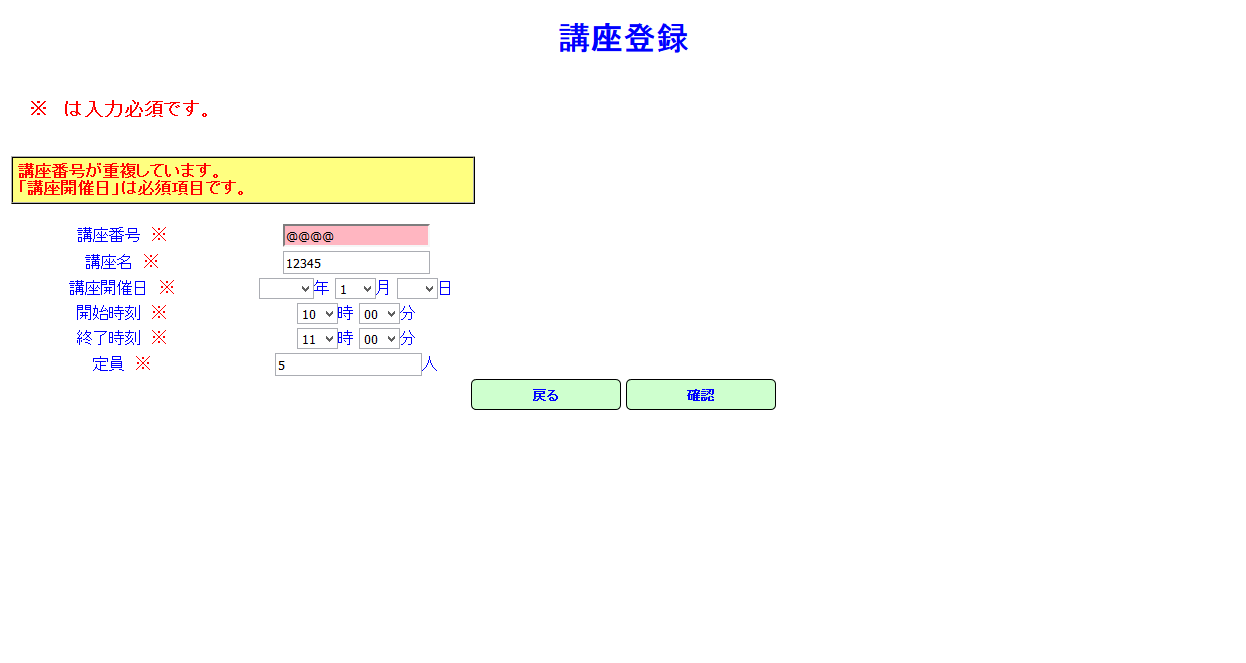 講座登録
※ は入力必須です。
講座番号が重複しています。
「講座開催日」は必須項目です。
講座番号 ※ @@@@
講座名 ※ 12345
講座開催日 ※ 年 1 月 日
開始時刻 ※ 10 時 00 分
終了時刻 ※ 11 時 00 分
定員 ※ 5 人
戻る 確認